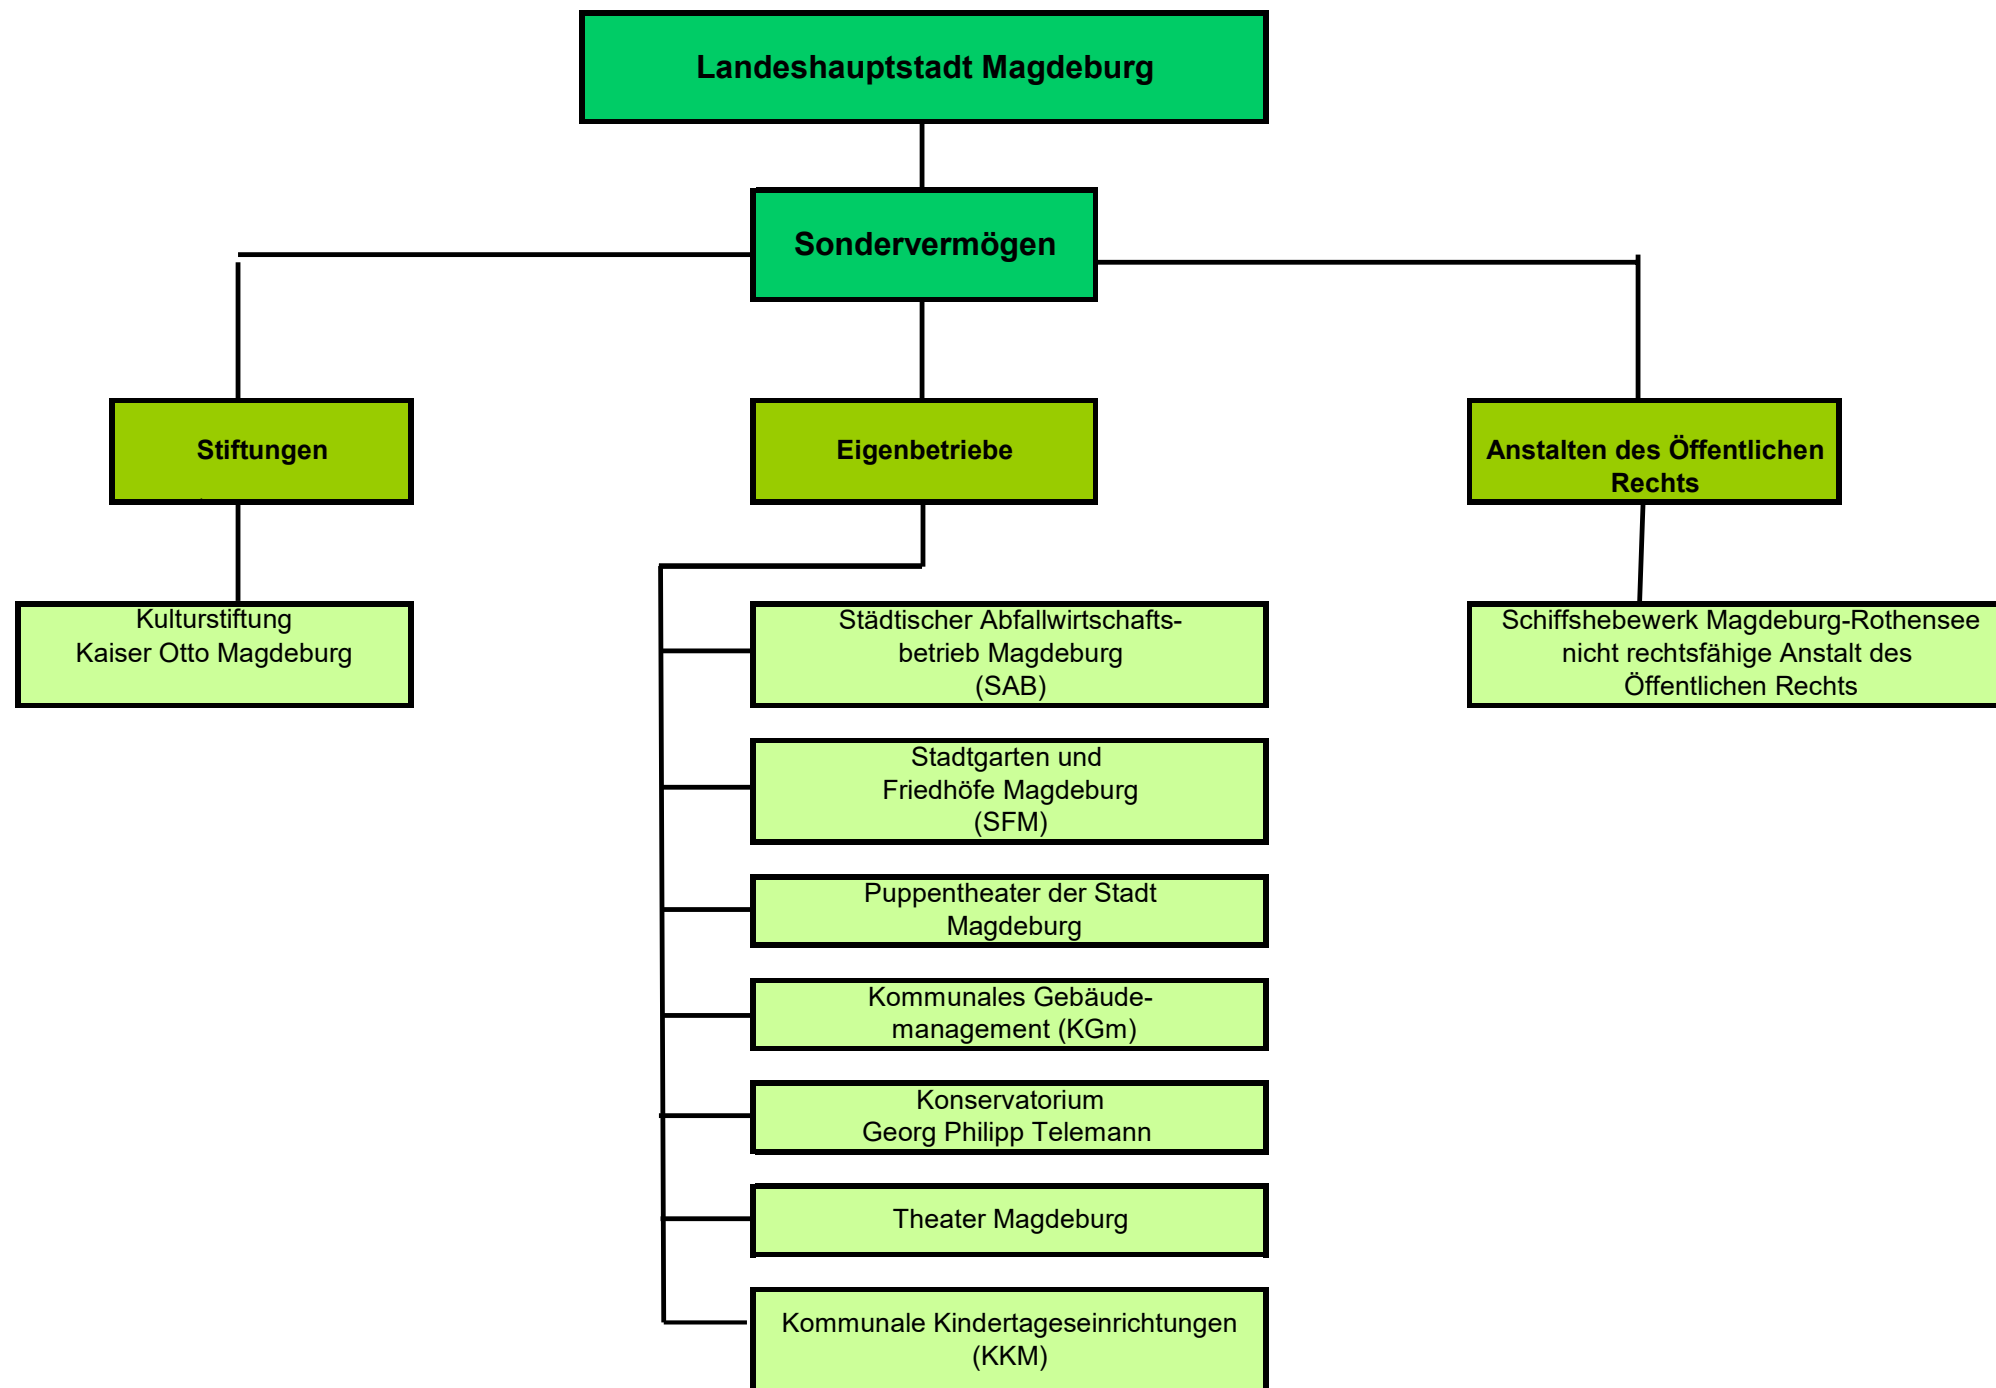 Landeshauptstadt Magdeburg
Sondervermögen
Stiftungen
Eigenbetriebe
Anstalten des Öffentlichen
Rechts
Kulturstiftung
Kaiser Otto Magdeburg
Städtischer Abfallwirtschafts-
betrieb Magdeburg
(SAB)
Schiffshebewerk Magdeburg-Rothensee
nicht rechtsfähige Anstalt des
Öffentlichen Rechts
Stadtgarten und
Friedhöfe Magdeburg
(SFM)
Puppentheater der Stadt
Magdeburg
Kommunales Gebäude-
management (KGm)
Konservatorium
Georg Philipp Telemann
Theater Magdeburg
Kommunale Kindertageseinrichtungen
(KKM)